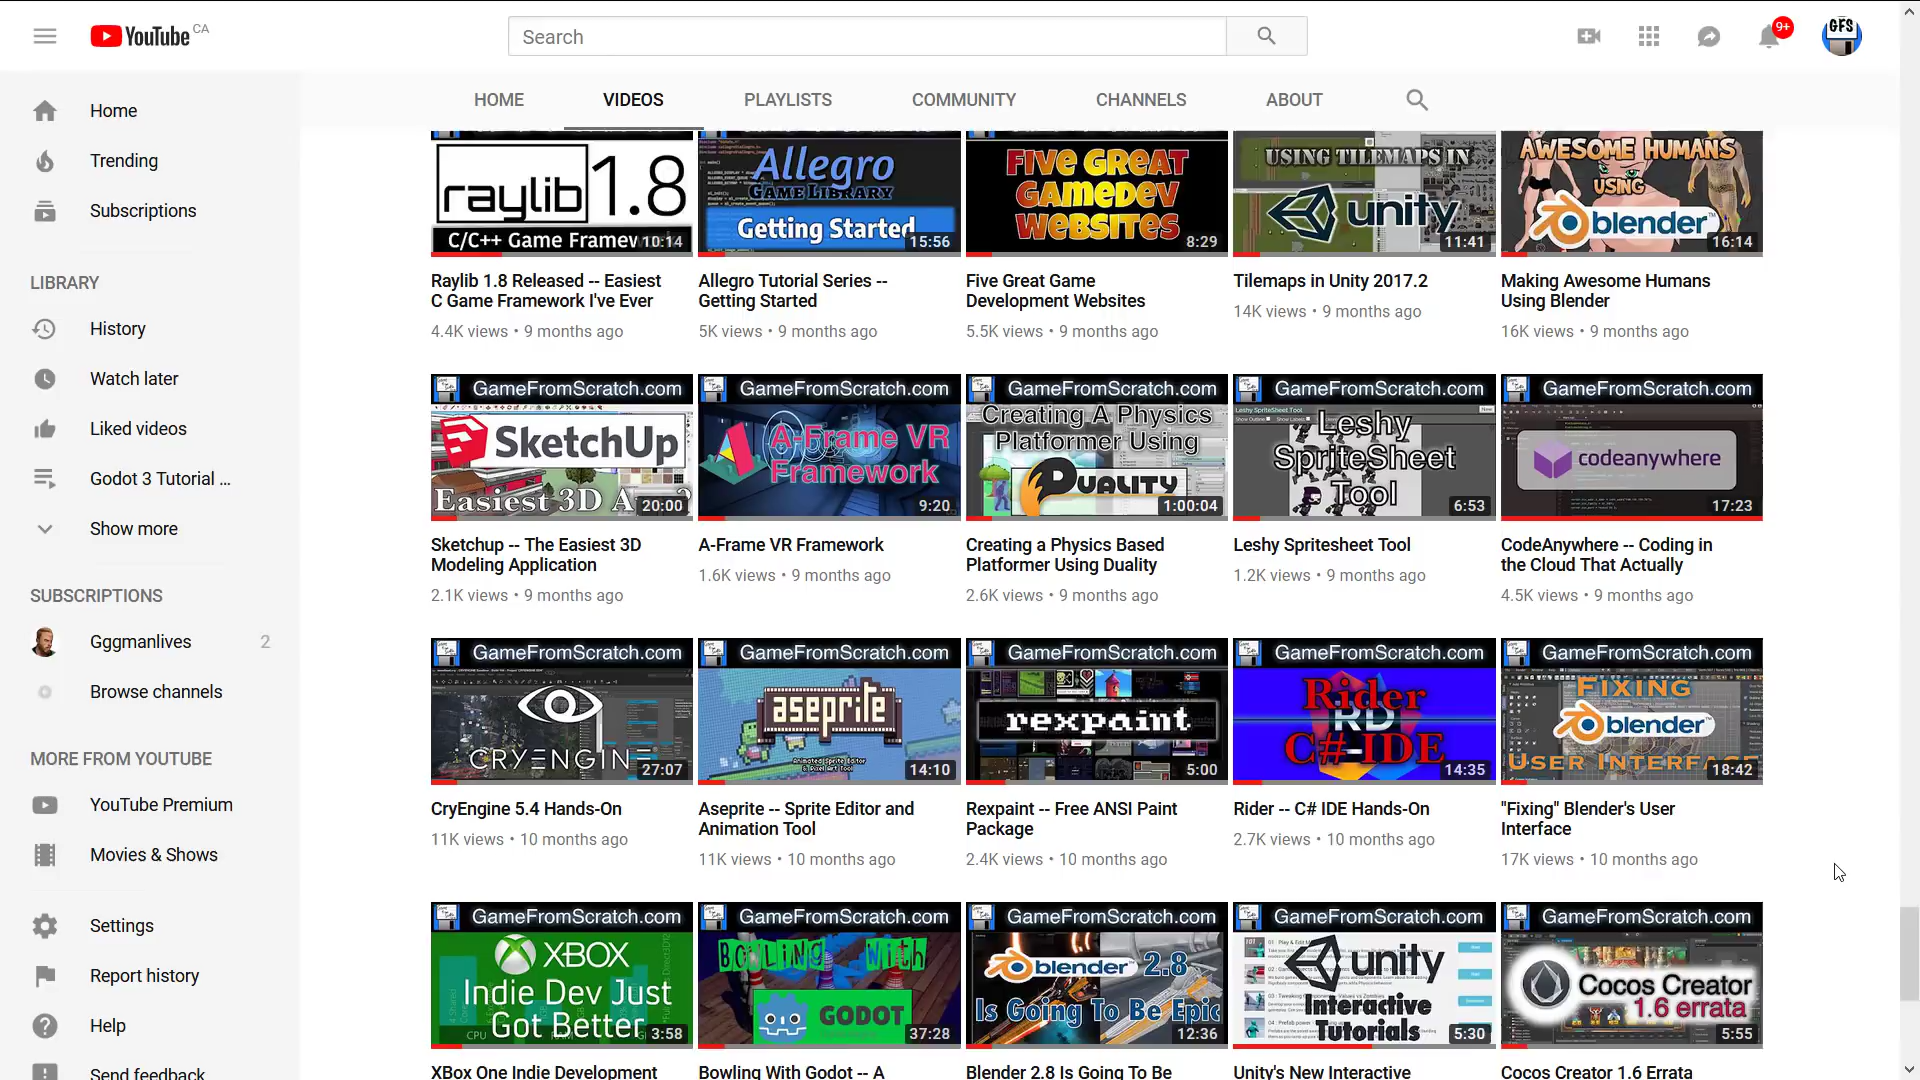 YouTube CA
Search
9+
GFS
HOME
VIDEOS
PLAYLISTS
COMMUNITY
CHANNELS
ABOUT
Home
Trending
Subscriptions
LIBRARY
History
Watch later
Liked videos
Godot 3 Tutorial ...
Show more
SUBSCRIPTIONS
Gggmanlives 2
Browse channels
MORE FROM YOUTUBE
YouTube Premium
Movies & Shows
Settings
Report history
Help
Send feedback
raylib 1.8
C/C++ Game Framew
10:14
Raylib 1.8 Released -- Easiest
C Game Framework I've Ever
4.4K views • 9 months ago
Allegro
GAME LIBRARY
Getting Started
15:56
Allegro Tutorial Series --
Getting Started
5K views • 9 months ago
FIVE GREAT
GAMEDEV
WEBSITES
8:29
Five Great Game
Development Websites
5.5K views • 9 months ago
USING TILEMAPS IN
unity
11:41
Tilemaps in Unity 2017.2
14K views • 9 months ago
AWESOME HUMANS
USING
blender
16:14
Making Awesome Humans
Using Blender
16K views • 9 months ago
GameFromScratch.com
SketchUp
Easiest 3D A
20:00
Sketchup -- The Easiest 3D
Modeling Application
2.1K views • 9 months ago
GameFromScratch.com
A-Frame VR
Framework
9:20
A-Frame VR Framework
1.6K views • 9 months ago
GameFromScratch.com
Creating A Physics
Platformer Using
DUALITY
1:00:04
Creating a Physics Based
Platformer Using Duality
2.6K views • 9 months ago
GameFromScratch.com
Leshy SpriteSheet Tool
Leshy
SpriteSheet
Tool
6:53
Leshy Spritesheet Tool
1.2K views • 9 months ago
GameFromScratch.com
codeanywhere
17:23
CodeAnywhere -- Coding in
the Cloud That Actually
4.5K views • 9 months ago
GameFromScratch.com
CRYENGINE
27:07
CryEngine 5.4 Hands-On
11K views • 10 months ago
GameFromScratch.com
aseprite
Animated Sprite Editor
& Pixel Art Tool
14:10
Aseprite -- Sprite Editor and
Animation Tool
11K views • 10 months ago
GameFromScratch.com
rexpaint
5:00
Rexpaint -- Free ANSI Paint
Package
2.4K views • 10 months ago
GameFromScratch.com
Rider
RD
C# IDE
14:35
Rider -- C# IDE Hands-On
2.7K views • 10 months ago
GameFromScratch.com
FIXING
blender
USER INTERFACE
18:42
"Fixing" Blender's User
Interface
17K views • 10 months ago
GameFromScratch.com
XBOX
Indie Dev Just
Got Better
CPU
3:58
XBox One Indie Development
GameFromScratch.com
BOWLING With
GODOT
37:28
Bowling With Godot -- A
GameFromScratch.com
blender 2.8
Is Going To Be Epic
12:36
Blender 2.8 Is Going To Be
GameFromScratch.com
unity
Interactive
Tutorials
5:30
Unity's New Interactive
GameFromScratch.com
Cocos Creator
1.6 errata
5:55
Cocos Creator 1.6 Errata